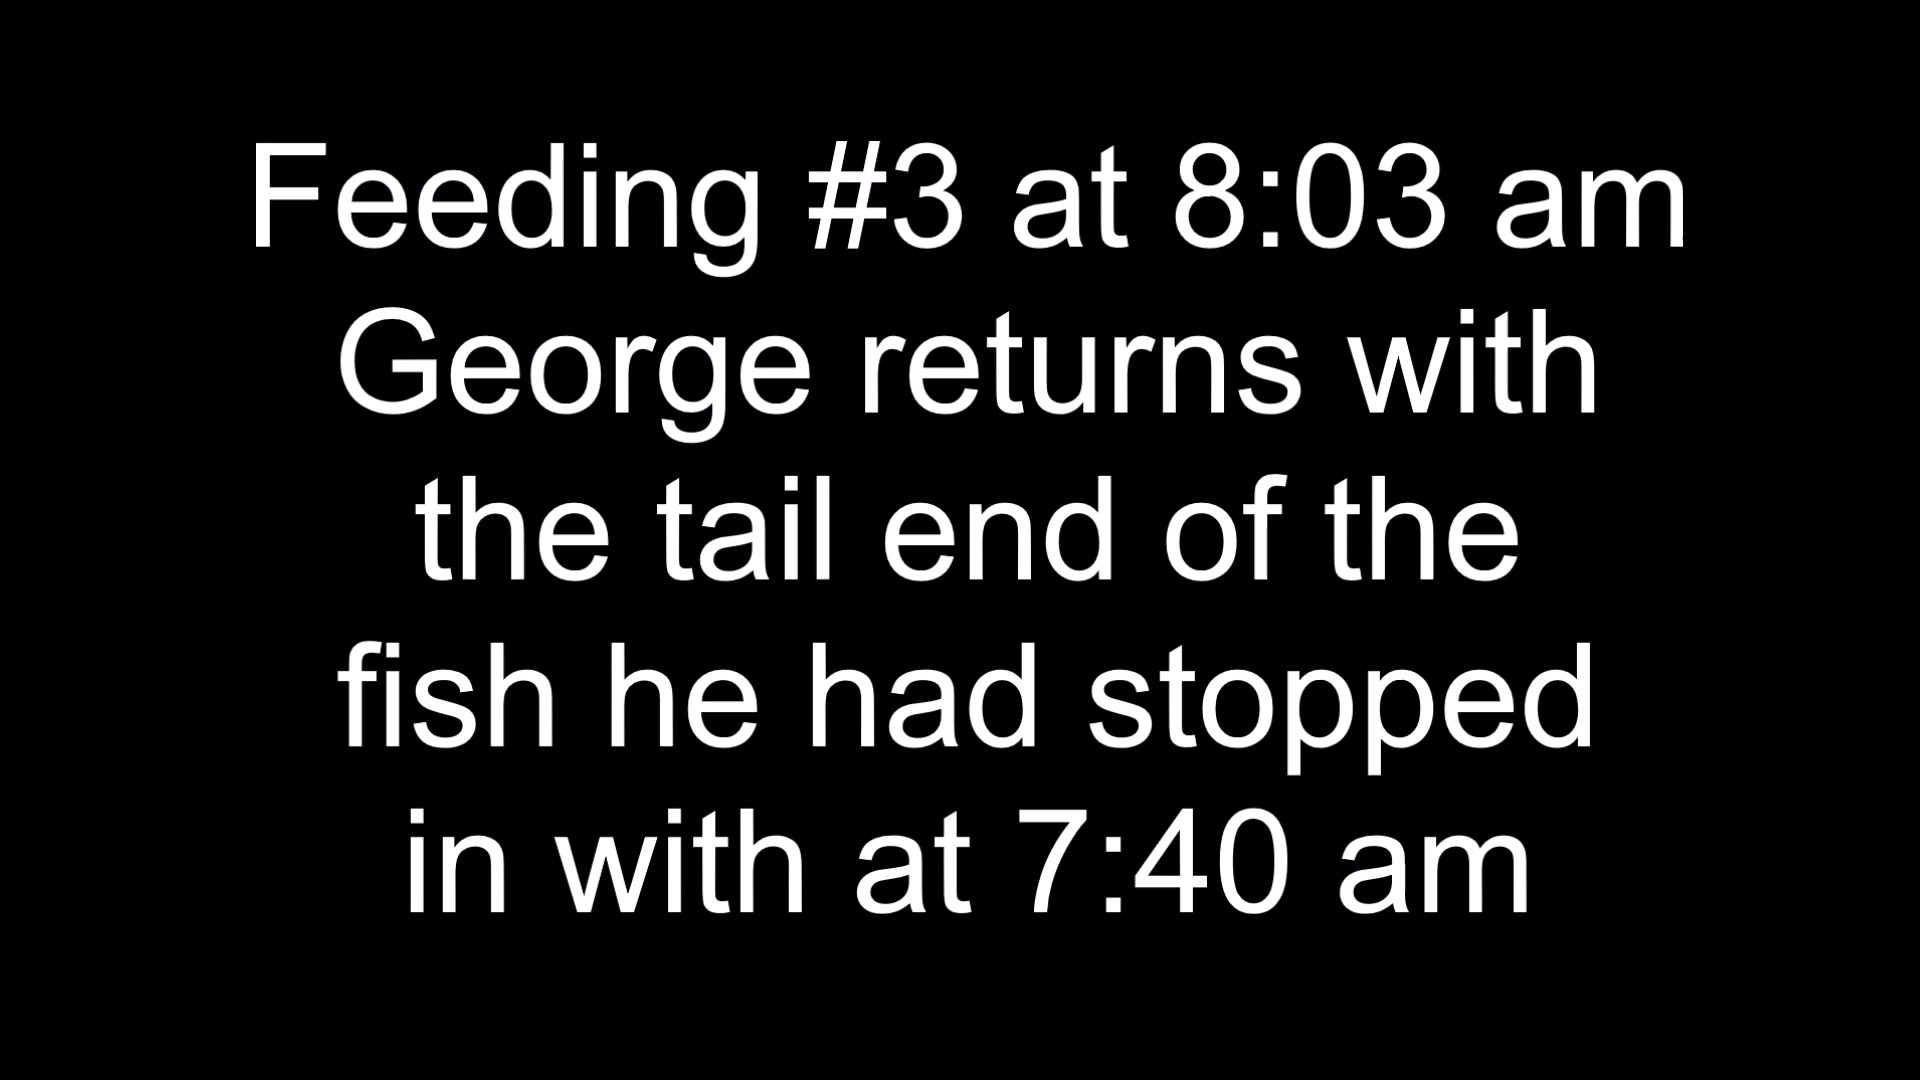 Feeding #3 at 8:03 am
George returns with
the tail end of the
fish he had stopped
in with at 7:40 am